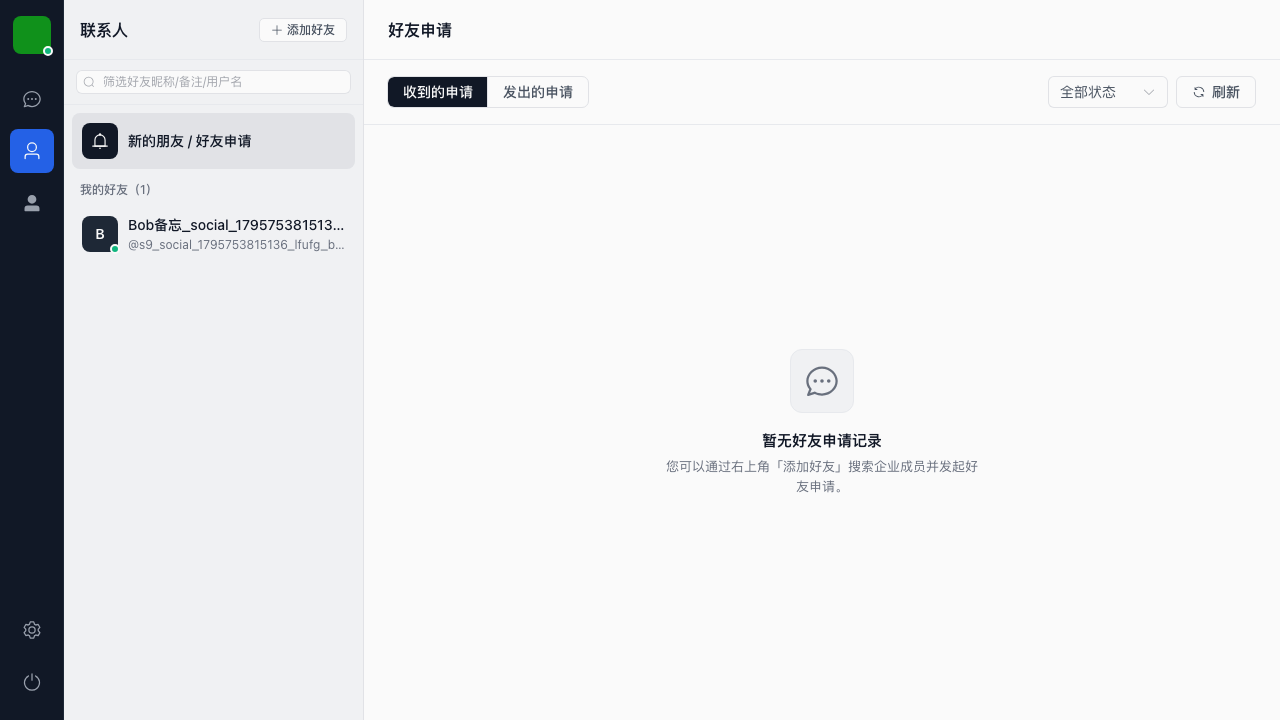 联系人
添加好友
筛选好友昵称/备注/用户名
新的朋友 / 好友申请
我的好友（1）
B
Bob备忘_social_179575381513...
@s9_social_1795753815136_lfufg_b...
好友申请
收到的申请
发出的申请
全部状态
刷新
暂无好友申请记录
您可以通过右上角「添加好友」搜索企业成员并发起好
友申请。